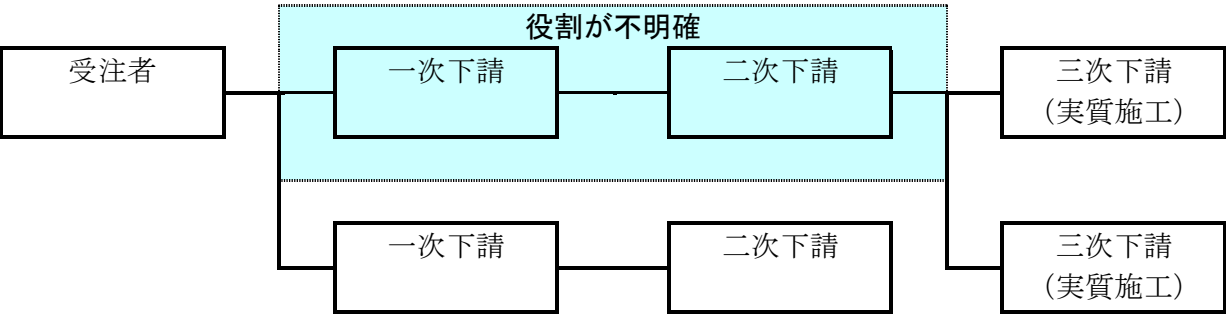 役割が不明確
受注者
一次下請
二次下請
三次下請
（実質施工）
一次下請
二次下請
三次下請
（実質施工）